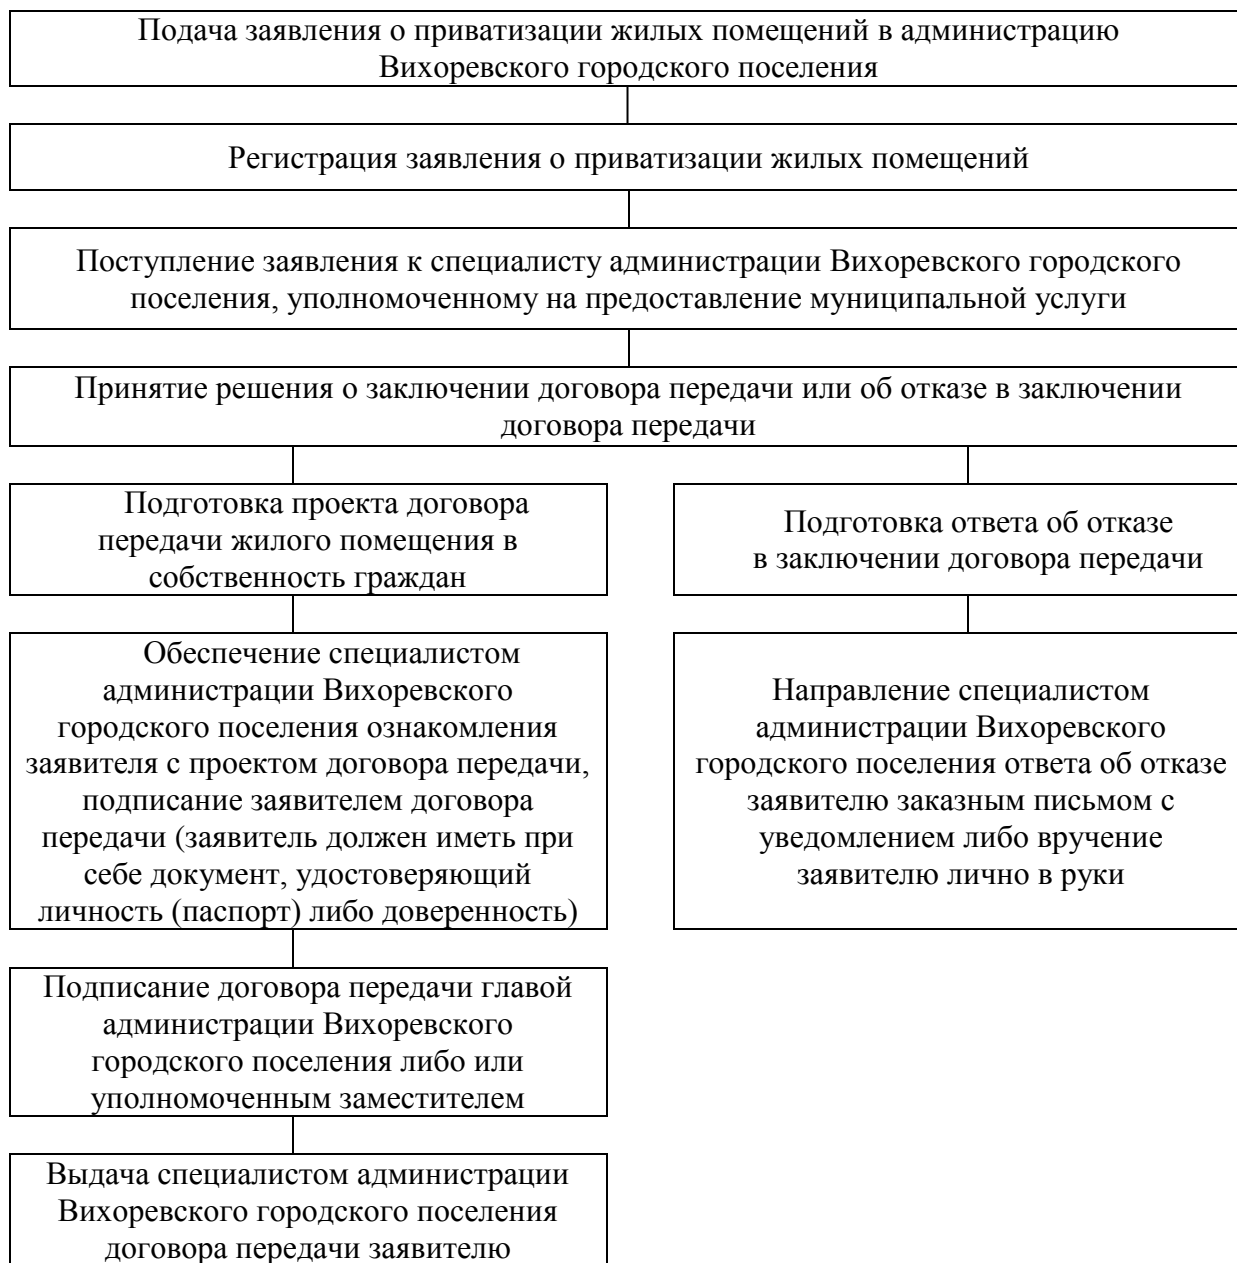 Подача заявления о приватизации жилых помещений в администрацию
Вихоревского городского поселения
Регистрация заявления о приватизации жилых помещений
Поступление заявления к специалисту администрации Вихоревского городского
поселения, уполномоченному на предоставление муниципальной услуги
Принятие решения о заключении договора передачи или об отказе в заключении
договора передачи
Подготовка проекта договора
передачи жилого помещения в
собственность граждан
Подготовка ответа об отказе
в заключении договора передачи
Обеспечение специалистом
администрации Вихоревского
городского поселения ознакомления
заявителя с проектом договора передачи,
подписание заявителем договора
передачи (заявитель должен иметь при
себе документ, удостоверяющий
личность (паспорт) либо доверенность)
Направление специалистом
администрации Вихоревского
городского поселения ответа об отказе
заявителю заказным письмом с
уведомлением либо вручение
заявителю лично в руки
Подписание договора передачи главой
администрации Вихоревского
городского поселения либо или
уполномоченным заместителем
Выдача специалистом администрации
Вихоревского городского поселения
договора передачи заявителю